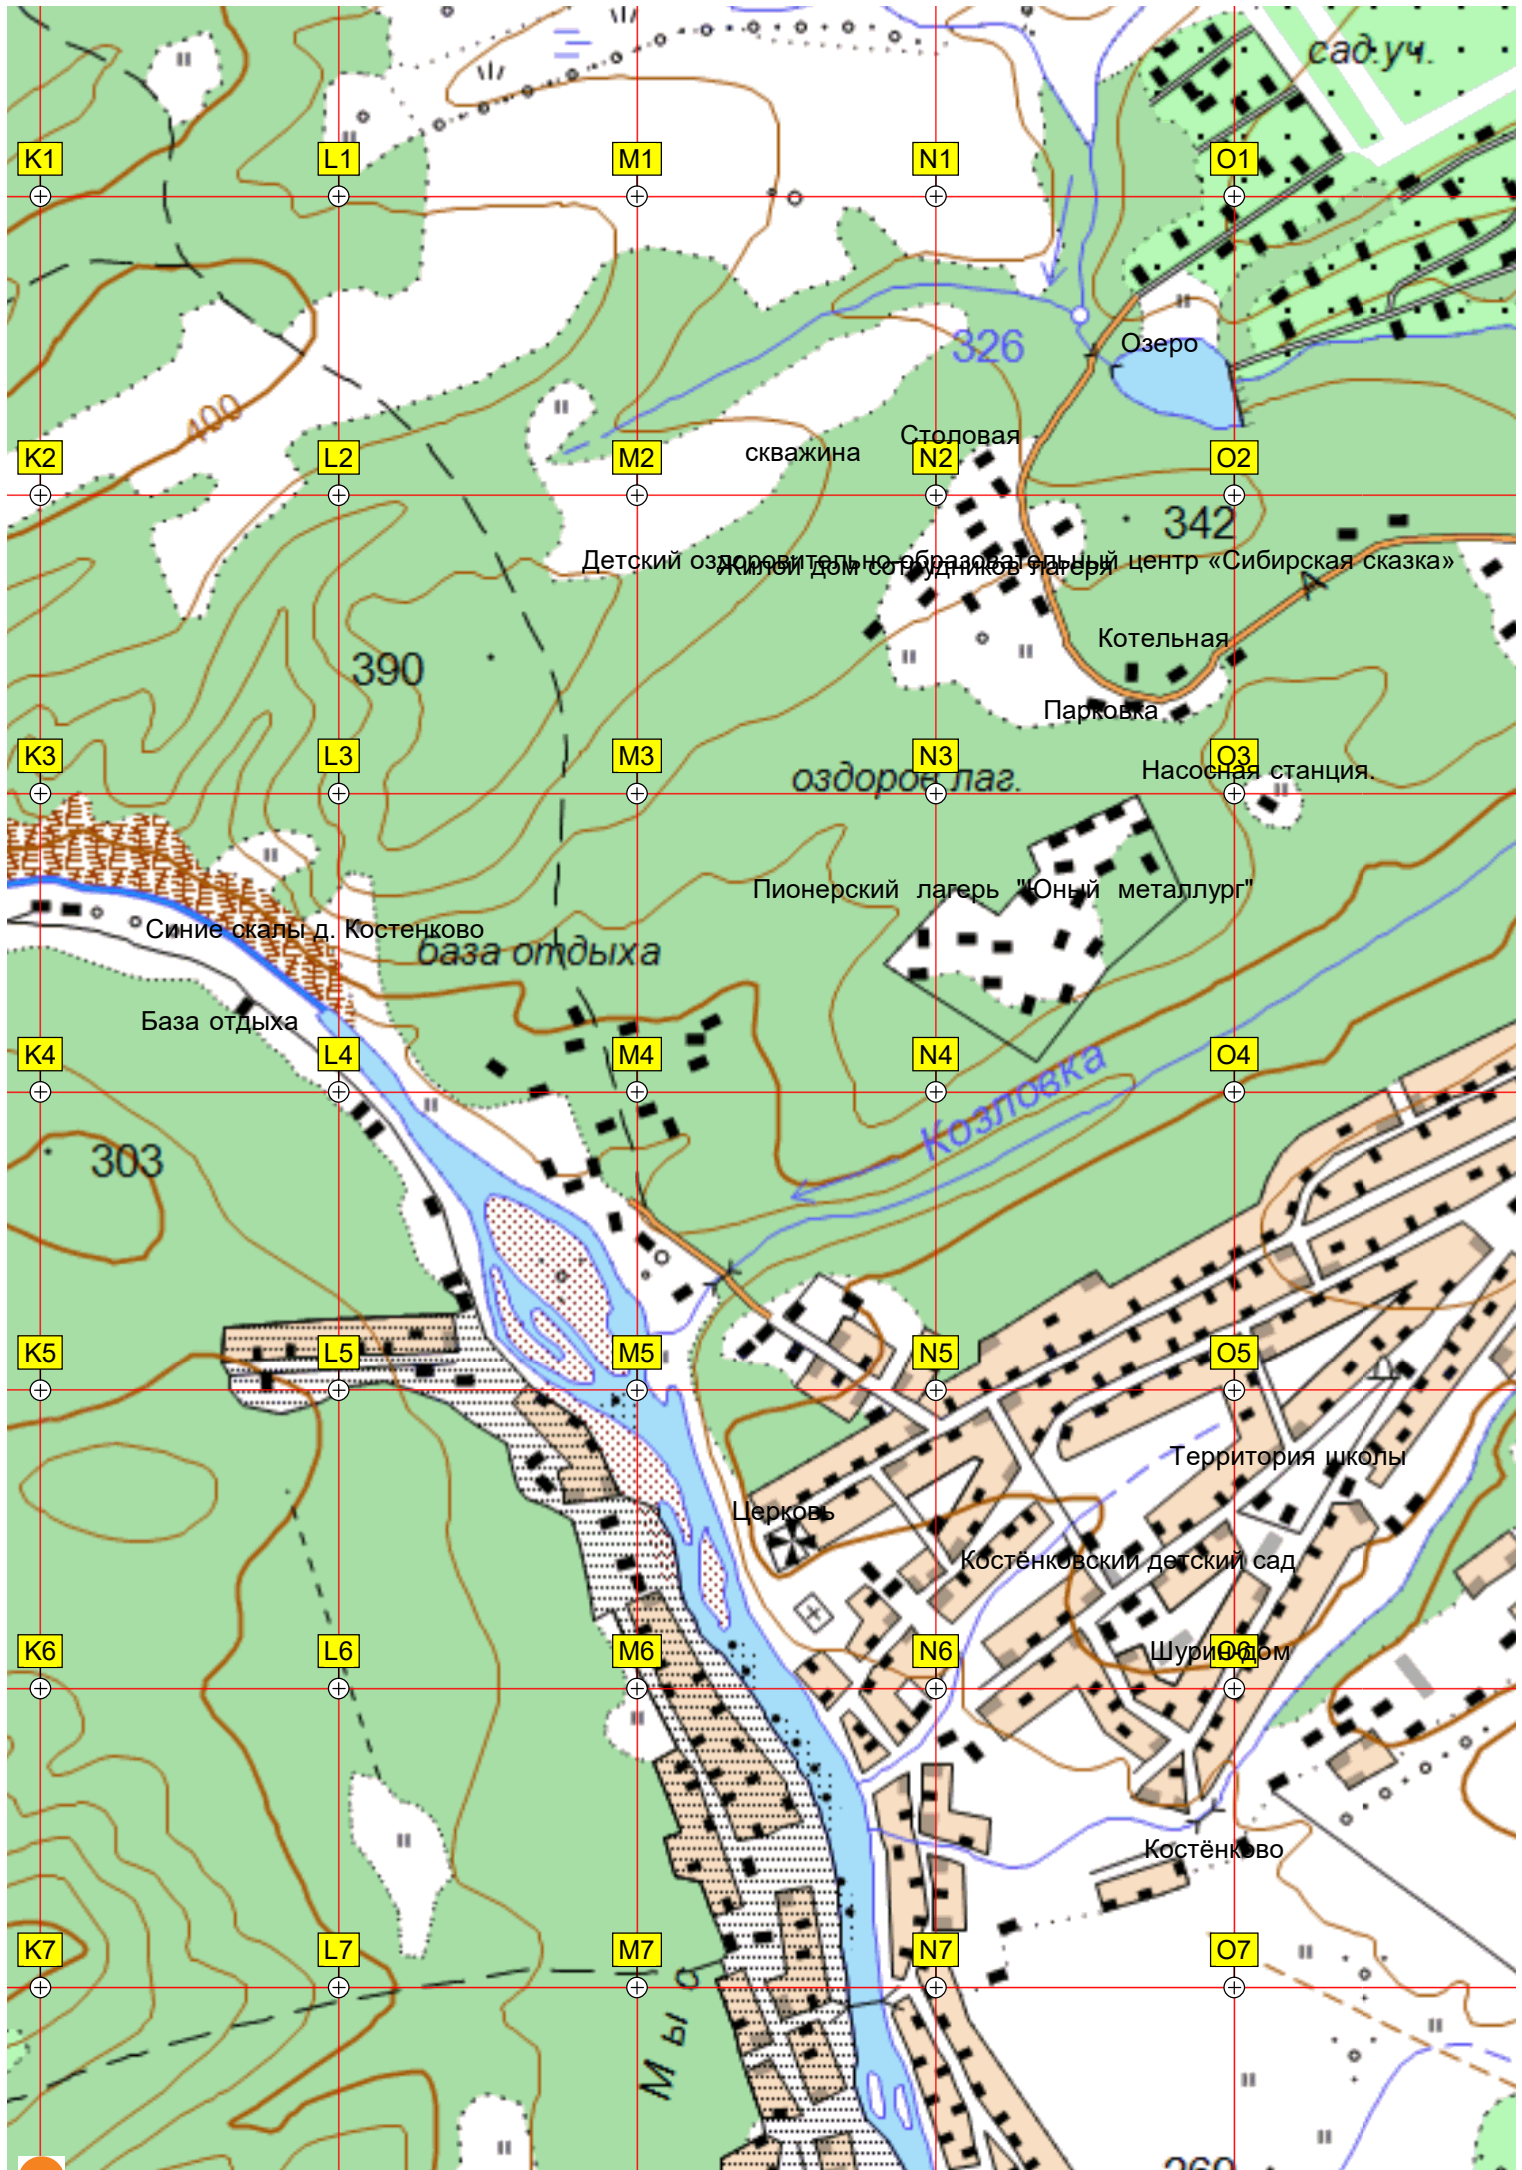 сад.уч.
K1 L1 M1 N1 O1
326
Озеро
400
Столовая
скважина
K2 L2 M2 N2 O2
342
Детский оздоровительно-образовательный центр «Сибирская сказка»
Жилой дом сотрудников лагеря
Котельная
390
Парковка
K3 L3 M3 N3 O3
Насосная станция.
оздоров лаг.
Пионерский лагерь "Юный металлург"
Синие скалы д. Костенково
база отдыха
База отдыха
K4 L4 M4 N4 O4
Козловка
303
K5 L5 M5 N5 O5
Территория школы
Церковь
Костёнковский детский сад
K6 L6 M6 N6 O6
Шурин дом
Костёнково
K7 L7 M7 N7 O7
М ы с